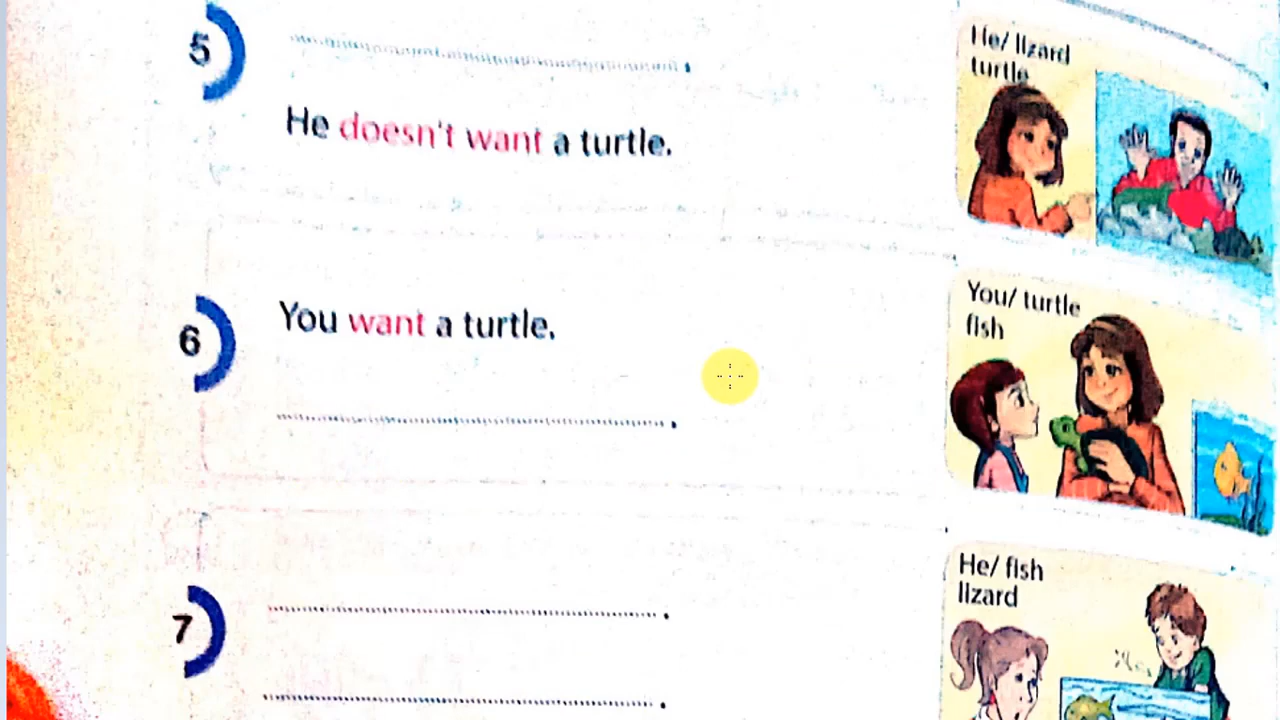 5
He/ lizard
turtle
He doesn't want a turtle.
6
You want a turtle.
You/ turtle
fish
7
He/ fish
lizard